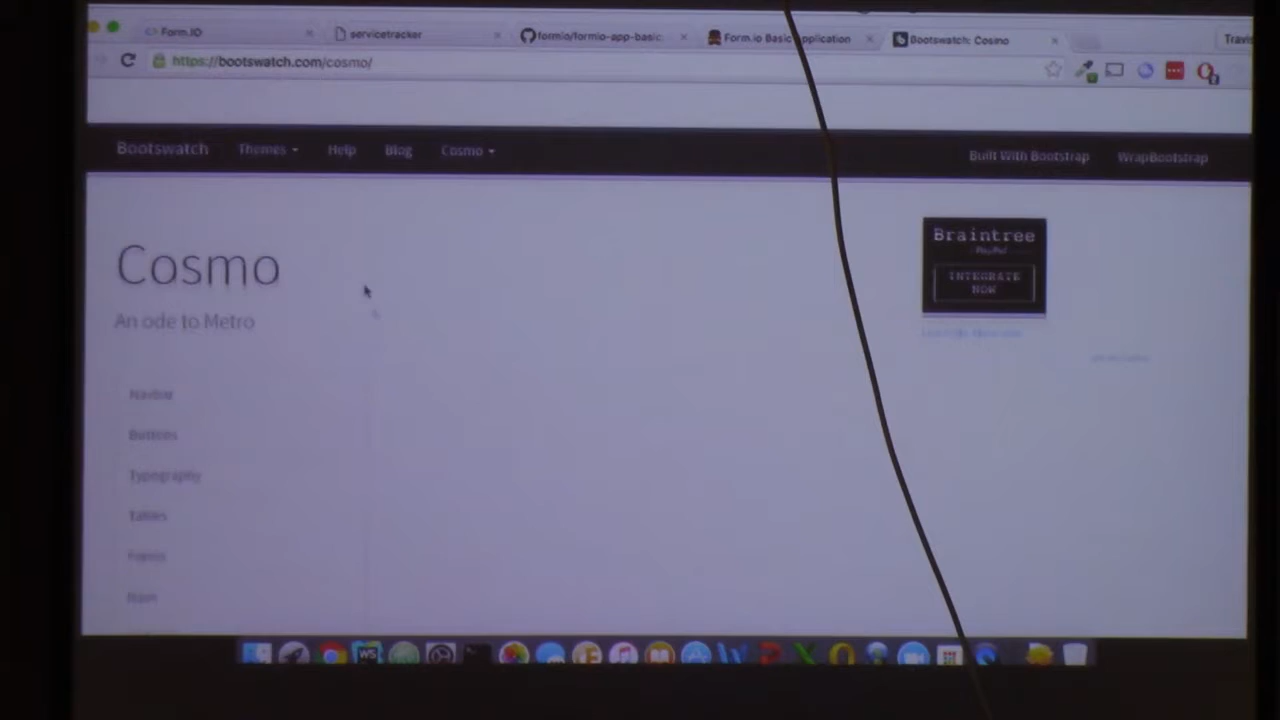 Form.IO
servicetracker
formio/formio-app-basic
Form.io Basic Application
Bootswatch: Cosmo
Travis
https://bootswatch.com/cosmo/
Bootswatch
Themes
Help
Blog
Cosmo
Built With Bootstrap
WrapBootstrap
Cosmo
An ode to Metro
Braintree
PayPal
INTEGRATE
NOW
Navbar
Buttons
Typography
Tables
Forms
WS